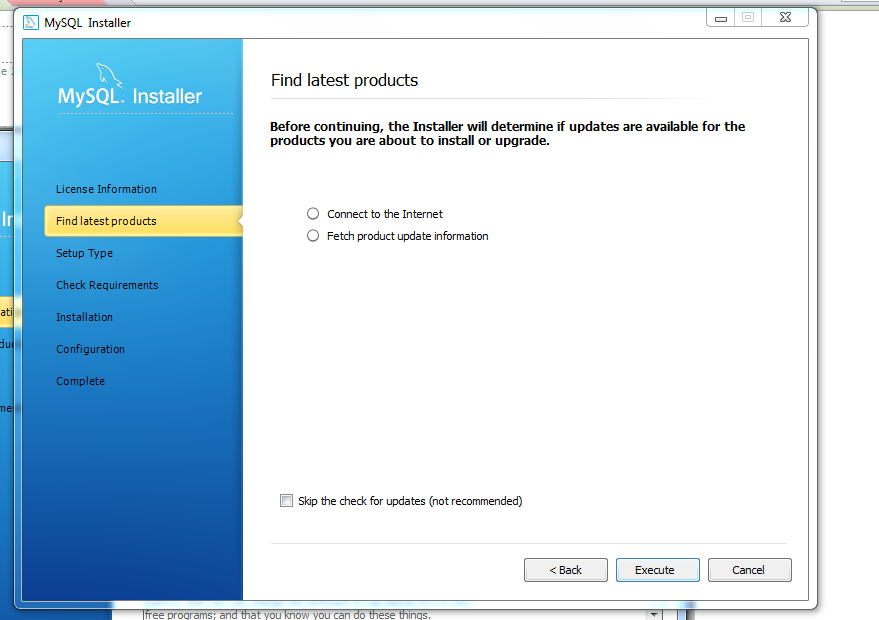 MySQL Installer
MySQL. Installer
Find latest products
Before continuing, the Installer will determine if updates are available for the
products you are about to install or upgrade.
License Information
Find latest products
Setup Type
Check Requirements
Installation
Configuration
Complete
Connect to the Internet
Fetch product update information
Skip the check for updates (not recommended)
< Back
Execute
Cancel
free programs; and that you know you can do these things.